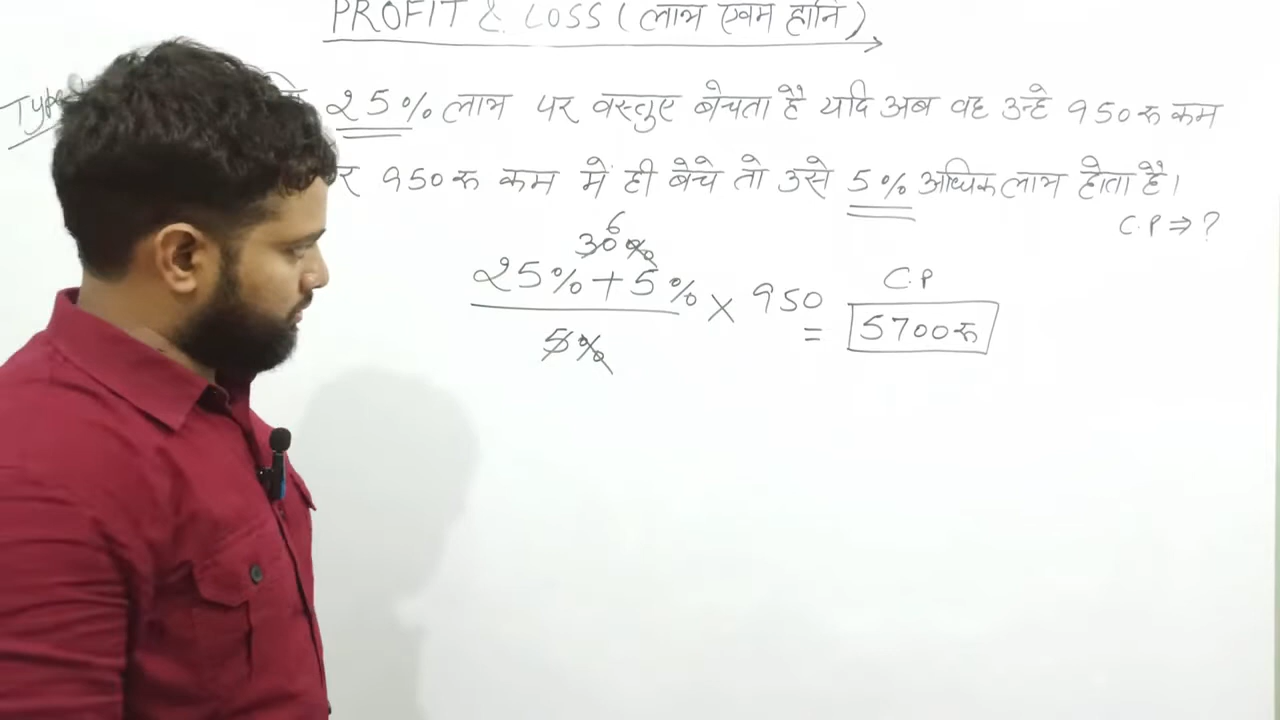 PROFIT & LOSS (लाभ एवम हानि)
Type
25% लाभ पर वस्तुए बेचता है यदि अब वह उन्हे 950 रु कम
950 रु कम में ही बेचे तो उसे 5% अधिक लाभ होता है।
C.P ⇒ ?
6
30%
25% + 5% × 950 = C.P 5700 रु
5%